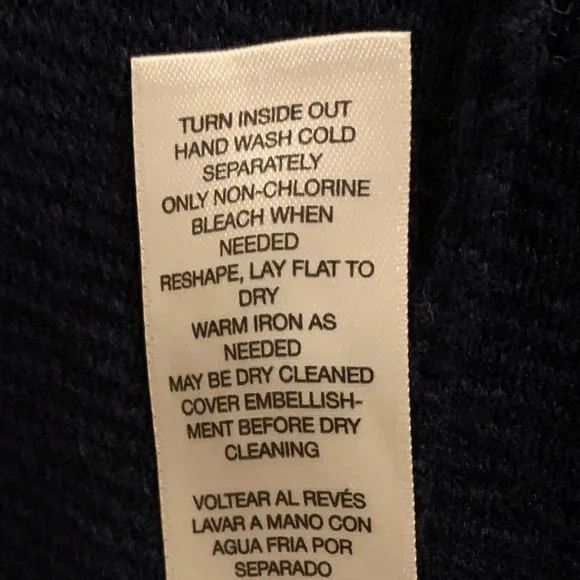 TURN INSIDE OUT
HAND WASH COLD
SEPARATELY
ONLY NON-CHLORINE
BLEACH WHEN
NEEDED
RESHAPE, LAY FLAT TO
DRY
WARM IRON AS
NEEDED
MAY BE DRY CLEANED
COVER EMBELLISH-
MENT BEFORE DRY
CLEANING
VOLTEAR AL REVÉS
LAVAR A MANO CON
AGUA FRIA POR
SEPARADO